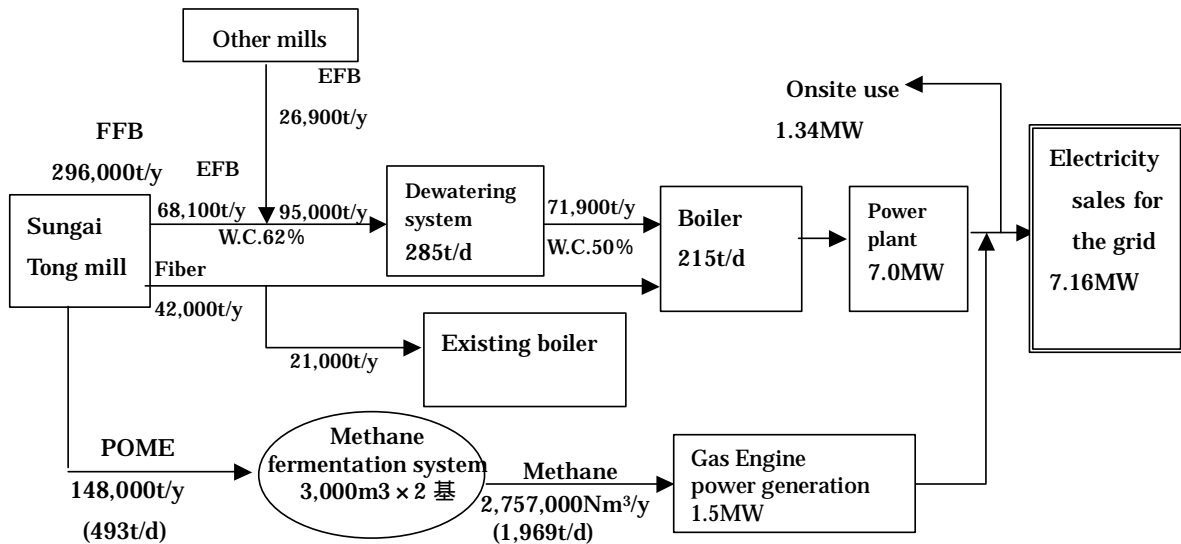 Other mills
EFB
26,900t/y
Onsite use
1.34MW
FFB
296,000t/y
EFB
68,100t/y
95,000t/y
W.C.62%
Sungai
Tong mill
Dewatering
system
285t/d
71,900t/y
W.C.50%
Boiler
215t/d
Power
plant
7.0MW
Electricity
sales for
the grid
7.16MW
Fiber
42,000t/y
21,000t/y
Existing boiler
POME
148,000t/y
(493t/d)
Methane
fermentation system
3,000m3 × 2 基
Methane
2,757,000Nm³/y
(1,969t/d)
Gas Engine
power generation
1.5MW